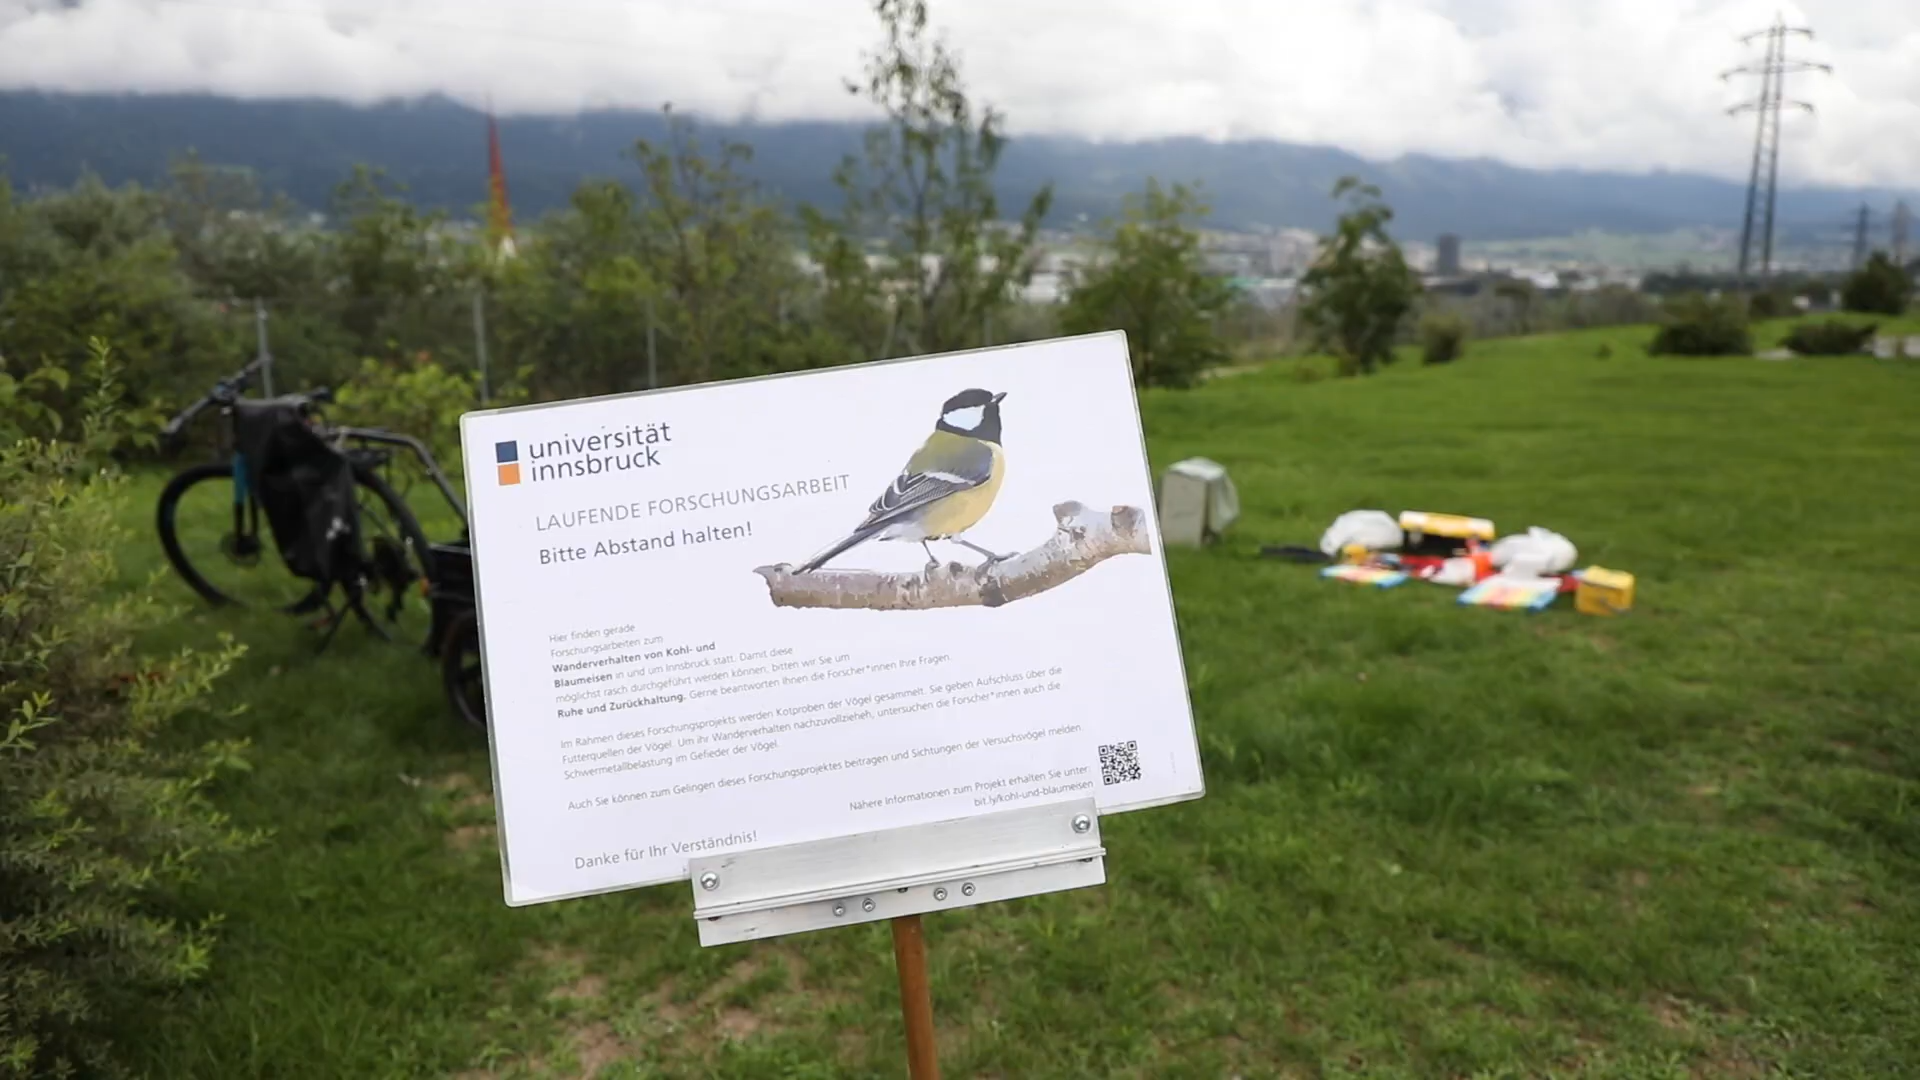 universität
innsbruck
LAUFENDE FORSCHUNGSARBEIT
Bitte Abstand halten!
Hier finden gerade
Forschungsarbeiten zum
Wanderverhalten von Kohl- und
Blaumeisen in und um Innsbruck statt. Damit diese
möglichst rasch durchgeführt werden können, bitten wir Sie um
Ruhe und Zurückhaltung. Gerne beantworten Ihnen die Forscher*innen Ihre Fragen.
Im Rahmen dieses Forschungsprojekts werden Kotproben der Vögel gesammelt. Sie geben Aufschluss über die
Futterquellen der Vögel. Um ihr Wanderverhalten nachzuvollzieheh, untersuchen die Forscher*innen auch die
Schwermetallbelastung im Gefieder der Vögel.
Auch Sie können zum Gelingen dieses Forschungsprojektes beitragen und Sichtungen der Versuchsvögel melden.
Nähere Informationen zum Projekt erhalten Sie unter:
bit.ly/kohl-und-blaumeisen
Danke für Ihr Verständnis!